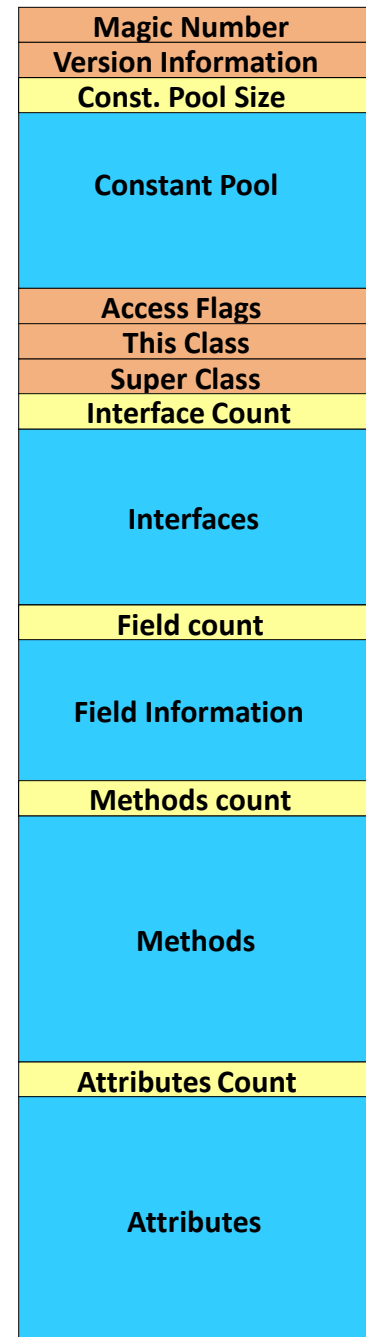 Magic Number
Version Information
Const. Pool Size
Constant Pool
Access Flags
This Class
Super Class
Interface Count
Interfaces
Field count
Field Information
Methods count
Methods
Attributes Count
Attributes